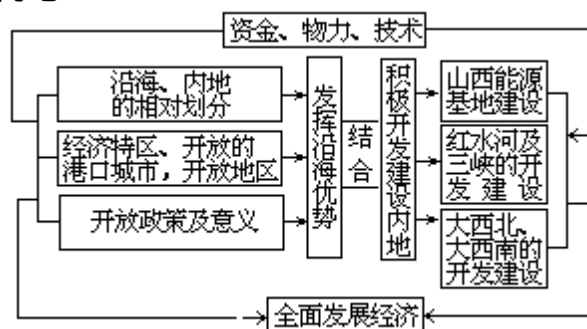 资金、物力、技术
沿海、内地
的相对划分
经济特区、开放的
港口城市，开放地区
开放政策及意义
发挥沿海优势
结合
积极开发建设内地
山西能源
基地建设
红水河及
三峡的开
发建设
大西北、
大西南的
开发建设
全面发展经济